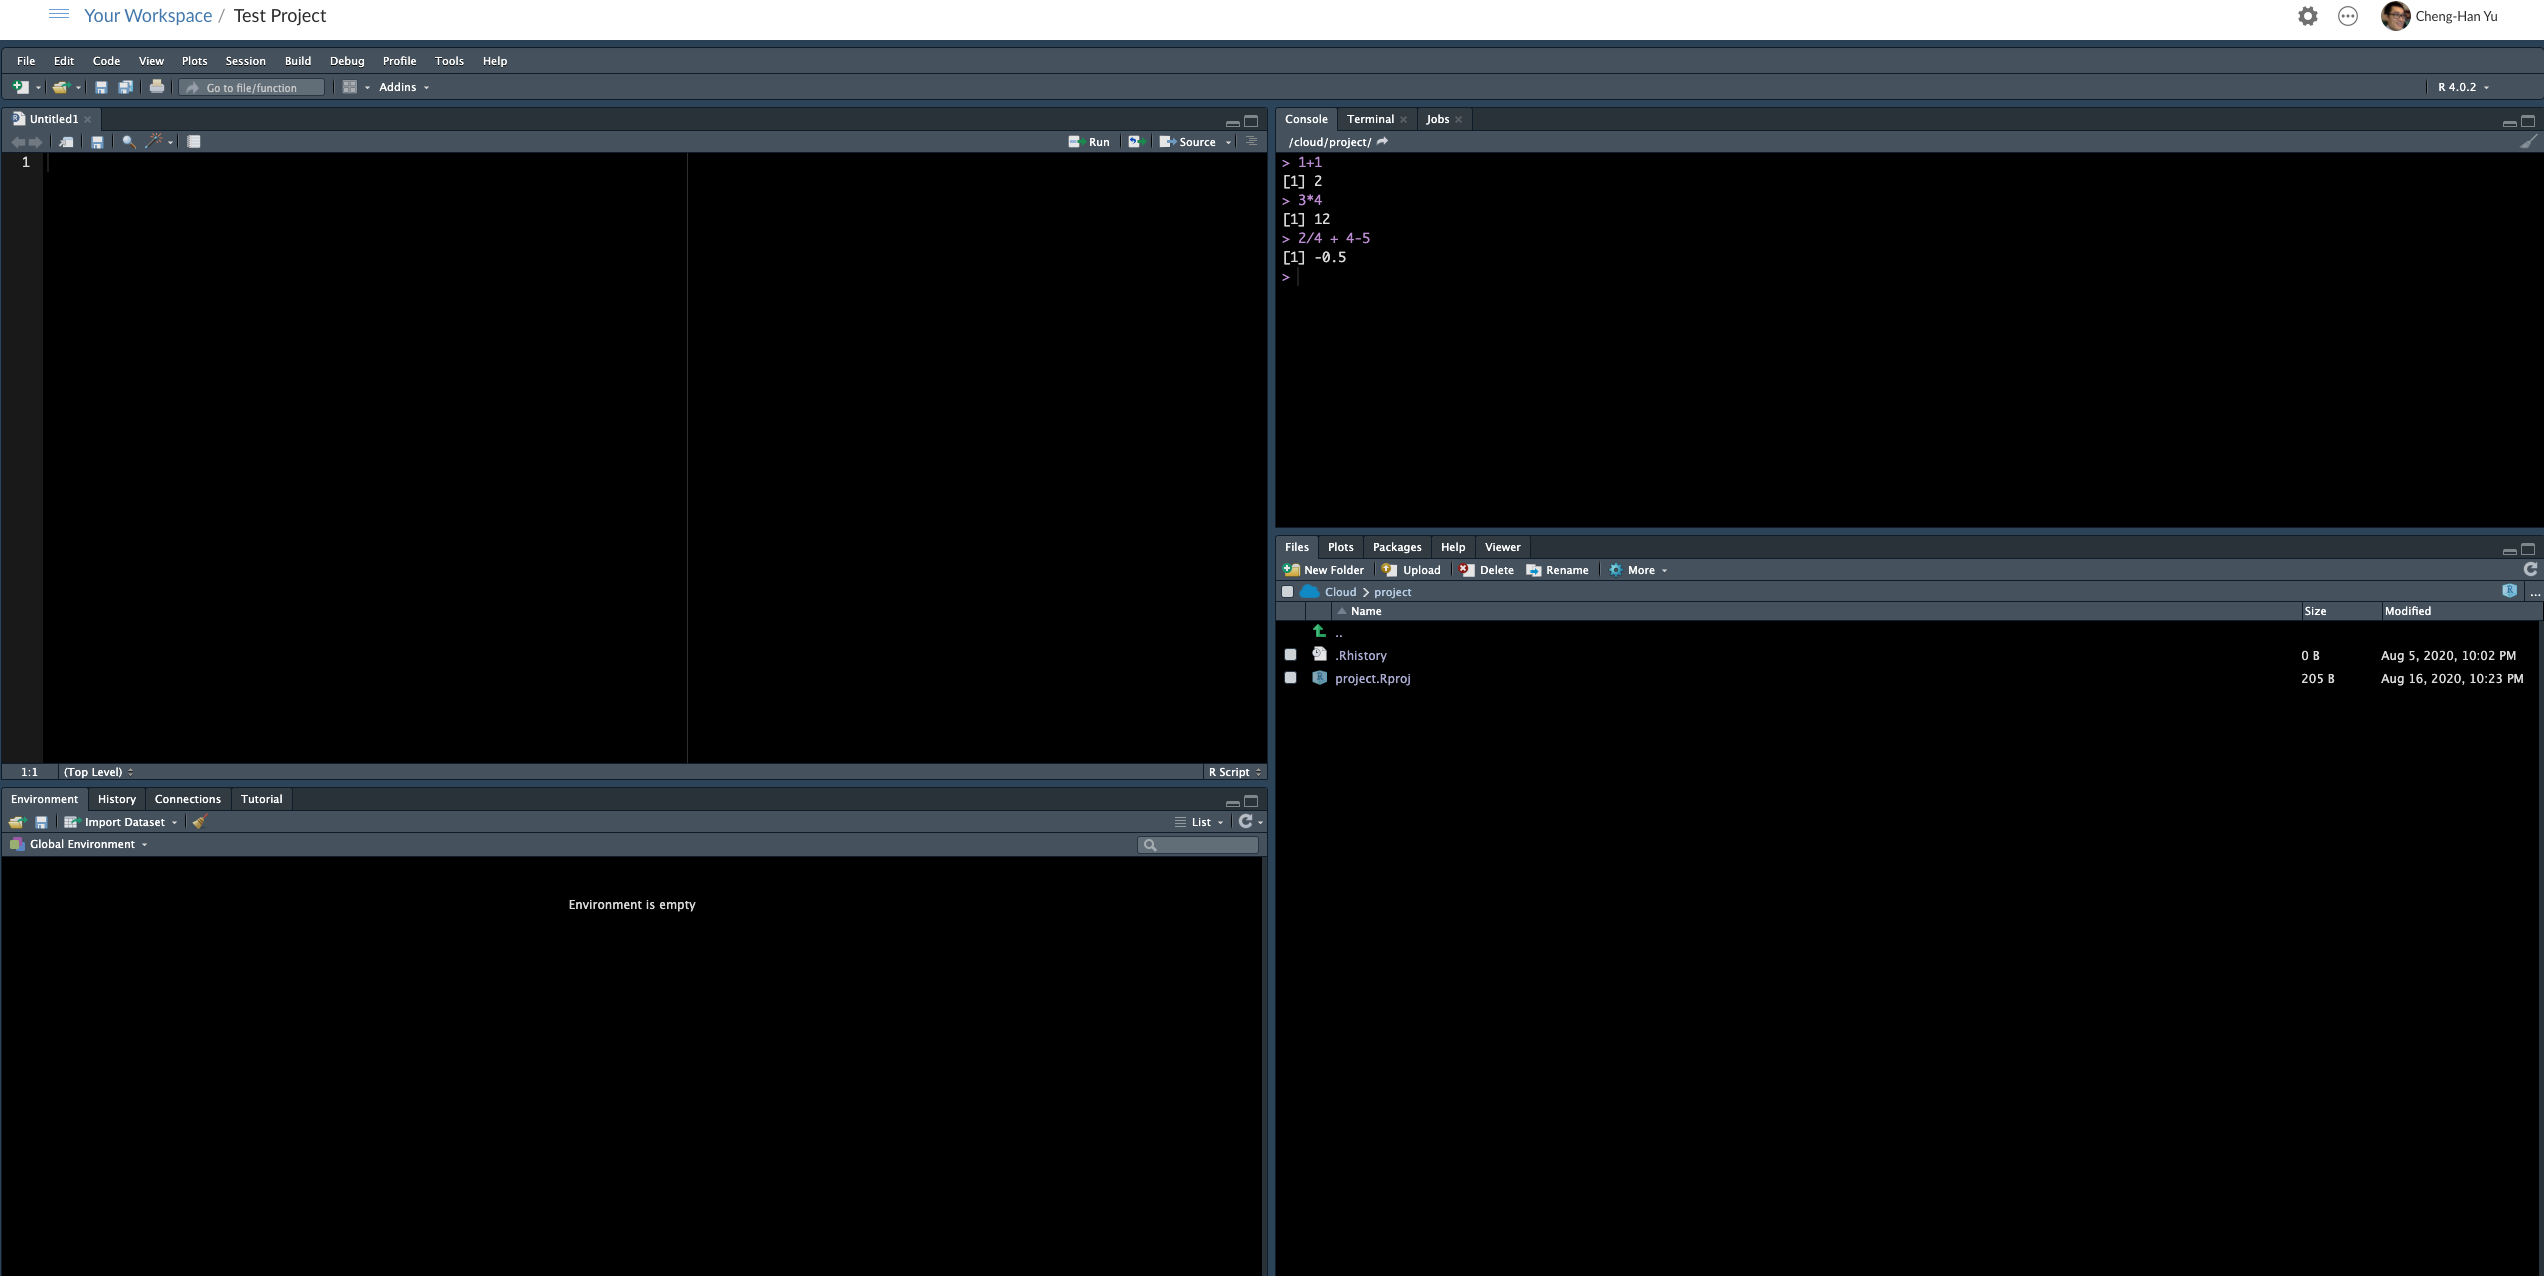 Your Workspace / Test Project
Cheng-Han Yu
File Edit Code View Plots Session Build Debug Profile Tools Help
Go to file/function Addins
R 4.0.2
Untitled1
Run Source
1
1:1 (Top Level) R Script
Console Terminal Jobs
/cloud/project/
> 1+1
[1] 2
> 3*4
[1] 12
> 2/4 + 4-5
[1] -0.5
>
Environment History Connections Tutorial
Import Dataset List
Global Environment
Environment is empty
Files Plots Packages Help Viewer
New Folder Upload Delete Rename More
Cloud project ...
Name Size Modified
..
.Rhistory 0 B Aug 5, 2020, 10:02 PM
project.Rproj 205 B Aug 16, 2020, 10:23 PM